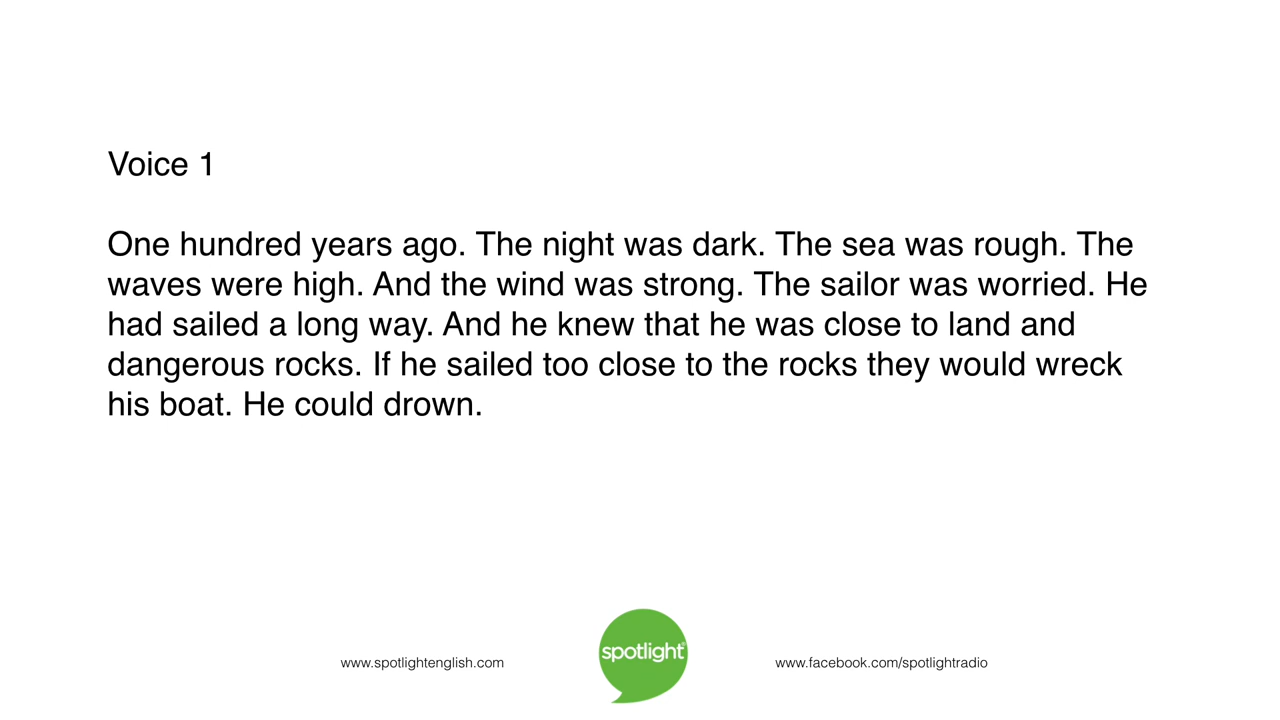 Voice 1
One hundred years ago. The night was dark. The sea was rough. The
waves were high. And the wind was strong. The sailor was worried. He
had sailed a long way. And he knew that he was close to land and
dangerous rocks. If he sailed too close to the rocks they would wreck
his boat. He could drown.
www.spotlightenglish.com
spotlight®
www.facebook.com/spotlightradio